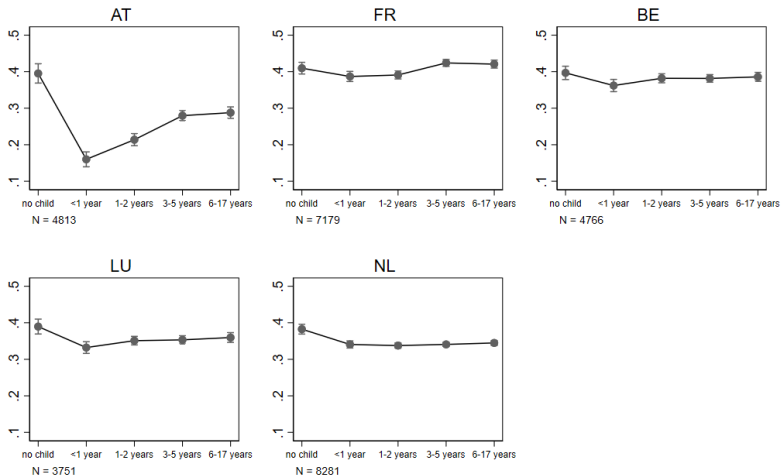 AT
.5
.4
.3
.2
.1
no child <1 year 1-2 years 3-5 years 6-17 years
N = 4813
FR
.5
.4
.3
.2
.1
no child <1 year 1-2 years 3-5 years 6-17 years
N = 7179
BE
.5
.4
.3
.2
.1
no child <1 year 1-2 years 3-5 years 6-17 years
N = 4766
LU
.5
.4
.3
.2
.1
no child <1 year 1-2 years 3-5 years 6-17 years
N = 3751
NL
.5
.4
.3
.2
.1
no child <1 year 1-2 years 3-5 years 6-17 years
N = 8281